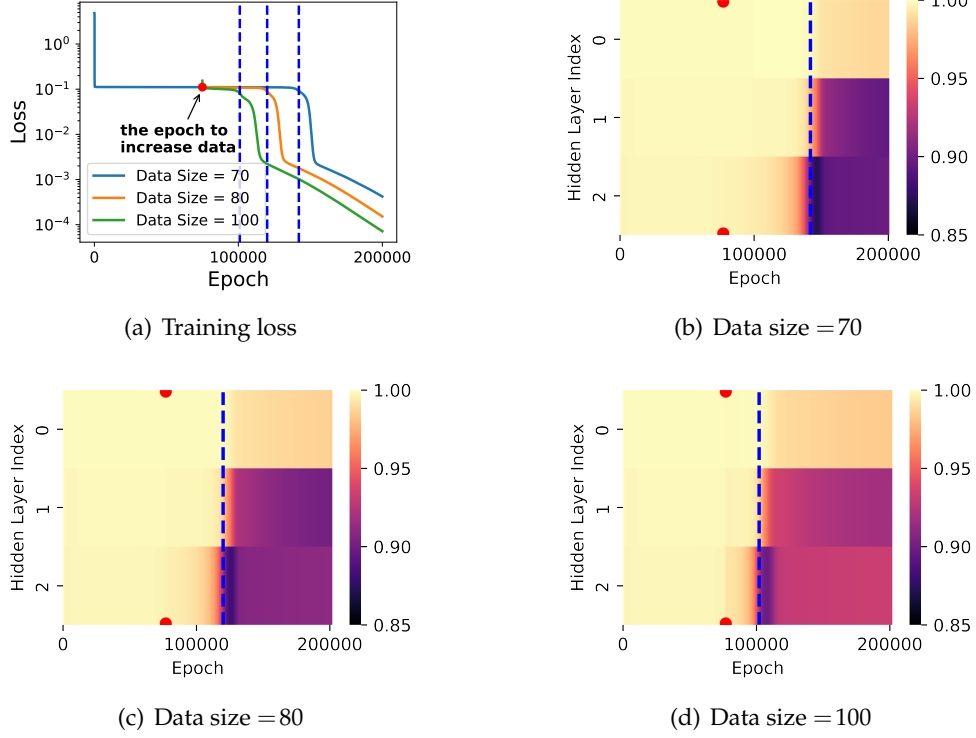 Loss
10⁰
10⁻¹
10⁻²
10⁻³
10⁻⁴
the epoch to
increase data
Data Size = 70
Data Size = 80
Data Size = 100
0
100000
200000
Epoch
(a) Training loss
Hidden Layer Index
0
1
2
0
100000
200000
Epoch
1.00
0.95
0.90
0.85
(b) Data size = 70
Hidden Layer Index
0
1
2
0
100000
200000
Epoch
1.00
0.95
0.90
0.85
(c) Data size = 80
Hidden Layer Index
0
1
2
0
100000
200000
Epoch
1.00
0.95
0.90
0.85
(d) Data size = 100